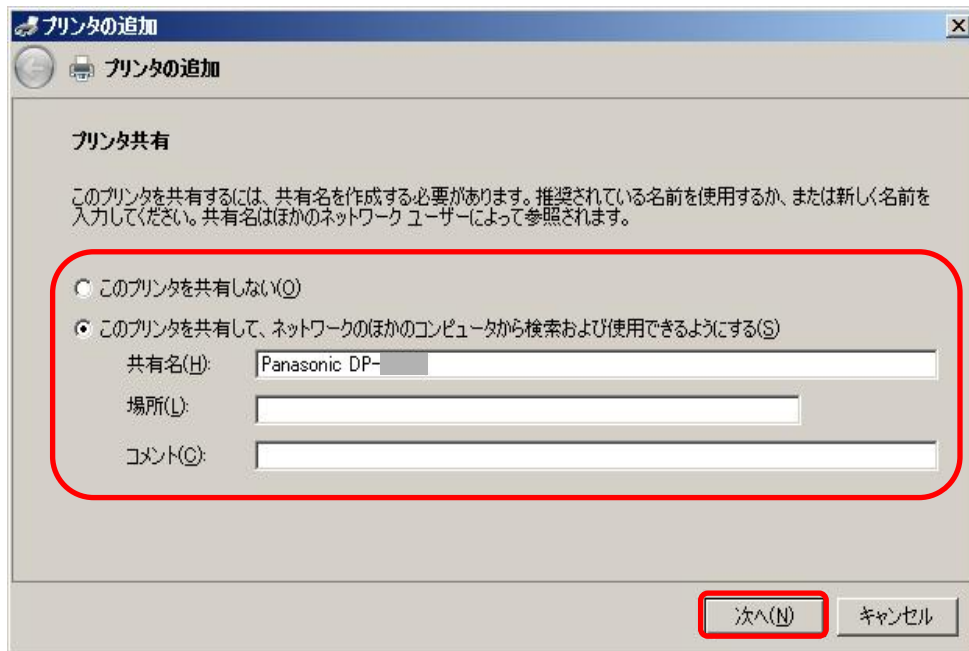 プリンタの追加
プリンタの追加
プリンタ共有
このプリンタを共有するには、共有名を作成する必要があります。推奨されている名前を使用するか、または新しく名前を
入力してください。共有名はほかのネットワーク ユーザーによって参照されます。
このプリンタを共有しない(O)
このプリンタを共有して、ネットワークのほかのコンピュータから検索および使用できるようにする(S)
共有名(H): Panasonic DP-
場所(L):
コメント(C):
次へ(N) キャンセル